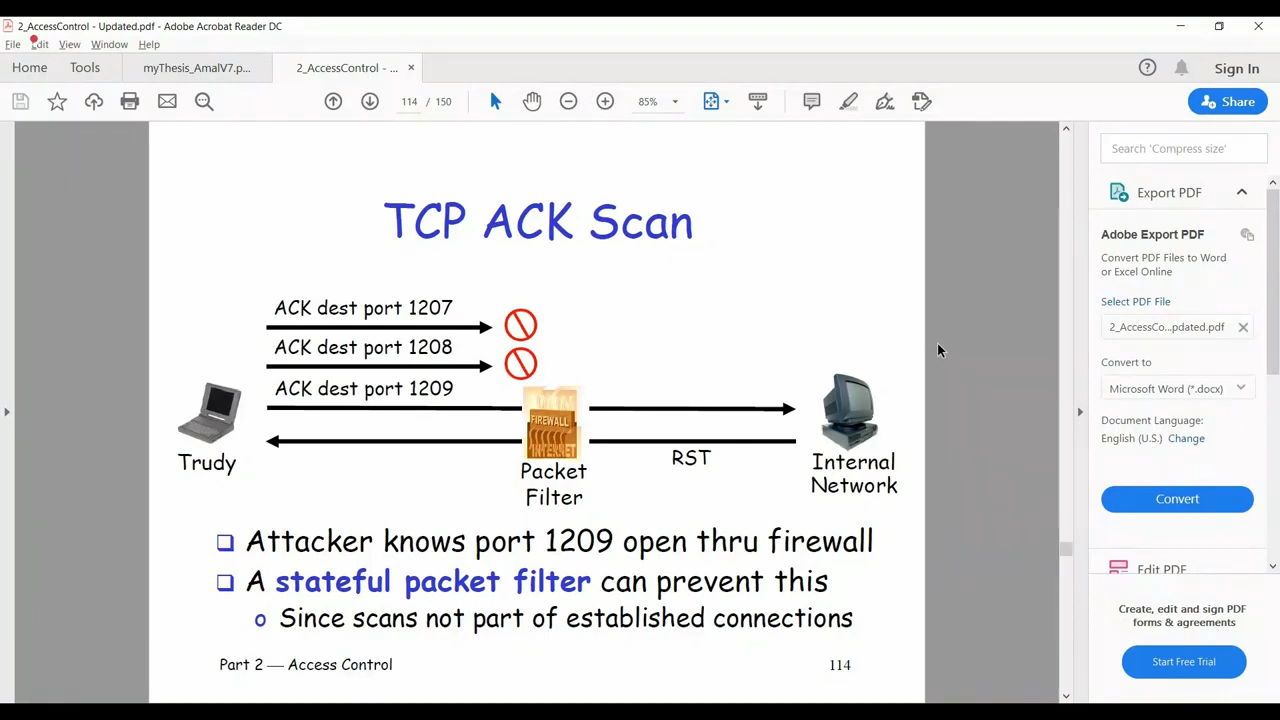 2_AccessControl - Updated.pdf - Adobe Acrobat Reader DC
File Edit View Window Help
Home Tools myThesis_AmalV7.p... 2_AccessControl - ... ×
Sign In
114 / 150
85%
Share
TCP ACK Scan
ACK dest port 1207
ACK dest port 1208
ACK dest port 1209
FIREWALL
INTERNET
Trudy
Packet
Filter
RST
Internal
Network
Attacker knows port 1209 open thru firewall
A stateful packet filter can prevent this
Since scans not part of established connections
Part 2 — Access Control
114
Search 'Compress size'
Export PDF
Adobe Export PDF
Convert PDF Files to Word
or Excel Online
Select PDF File
2_AccessCo...pdated.pdf
Convert to
Microsoft Word (*.docx)
Document Language:
English (U.S.) Change
Convert
Edit PDF
Create, edit and sign PDF
forms & agreements
Start Free Trial